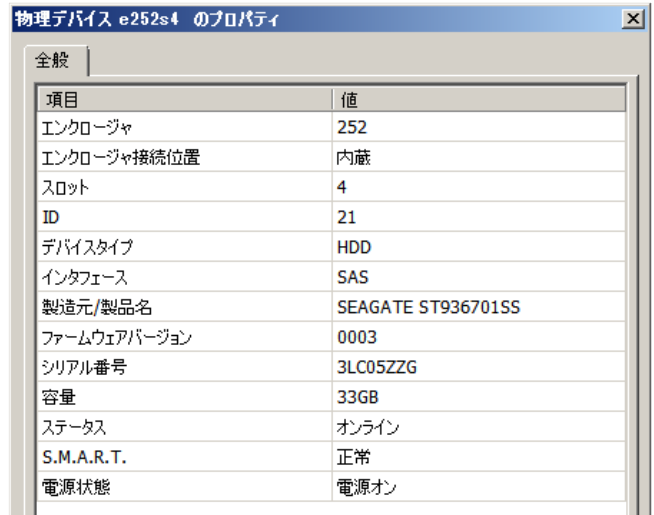 物理デバイス e252s4 のプロパティ
全般
項目 値
エンクロージャ 252
エンクロージャ接続位置 内蔵
スロット 4
ID 21
デバイスタイプ HDD
インタフェース SAS
製造元/製品名 SEAGATE ST936701SS
ファームウェアバージョン 0003
シリアル番号 3LC05ZZG
容量 33GB
ステータス オンライン
S.M.A.R.T. 正常
電源状態 電源オン